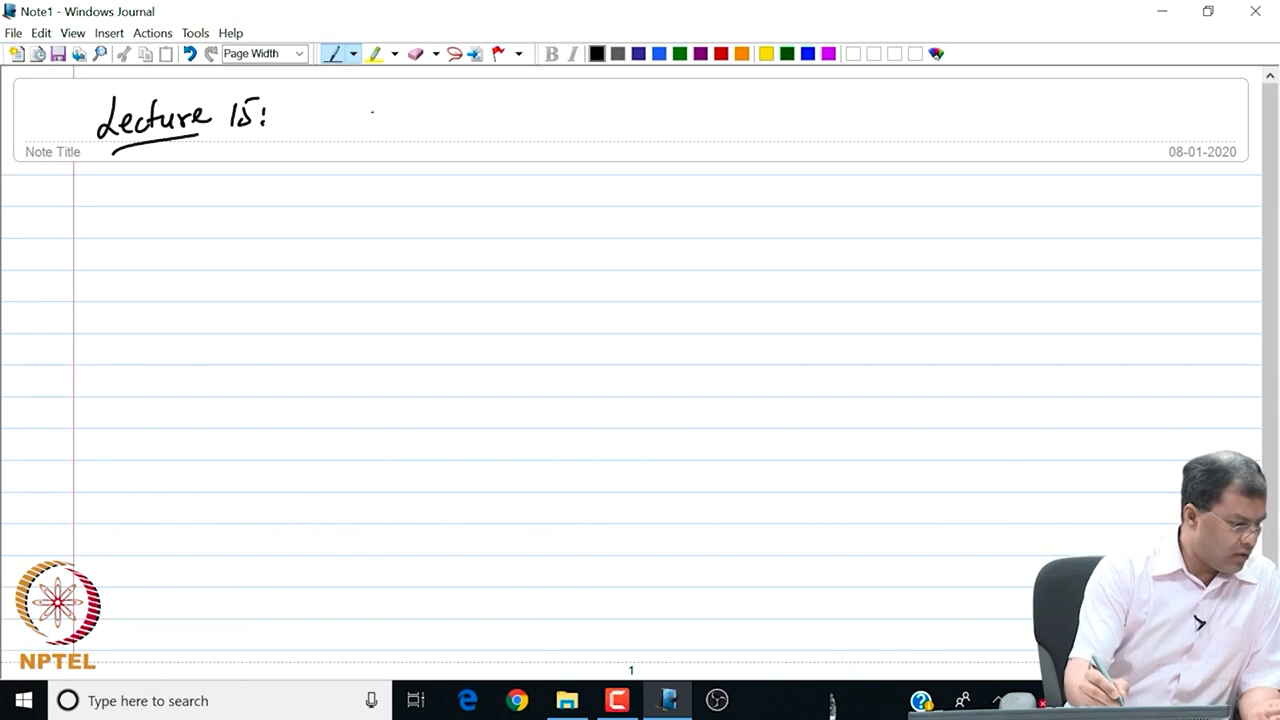 Note1 - Windows Journal
File Edit View Insert Actions Tools Help
Page Width
B I
Lecture 15:
Note Title
08-01-2020
NPTEL
1
Type here to search